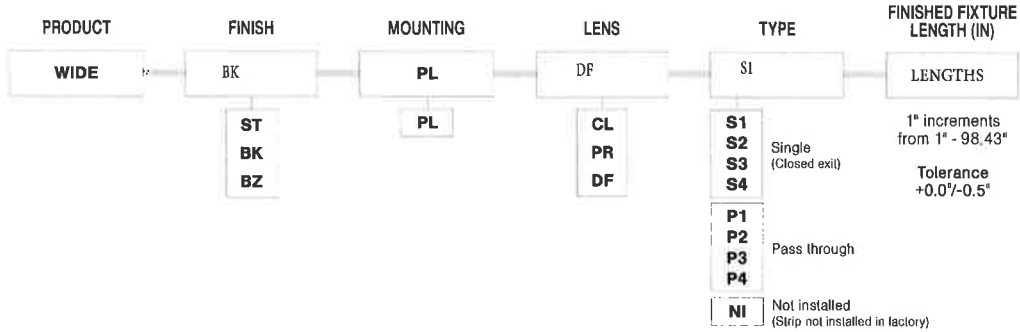 PRODUCT FINISH MOUNTING LENS TYPE FINISHED FIXTURE
LENGTH (IN)
WIDE BK PL DF S1 LENGTHS
ST
BK
BZ
PL
CL
PR
DF
S1
S2
S3
S4
Single
(Closed exit)
P1
P2
P3
P4
Pass through
NI
Not installed
(Strip not installed in factory)
1" increments
from 1" - 98.43"
Tolerance
+0.0"/-0.5"